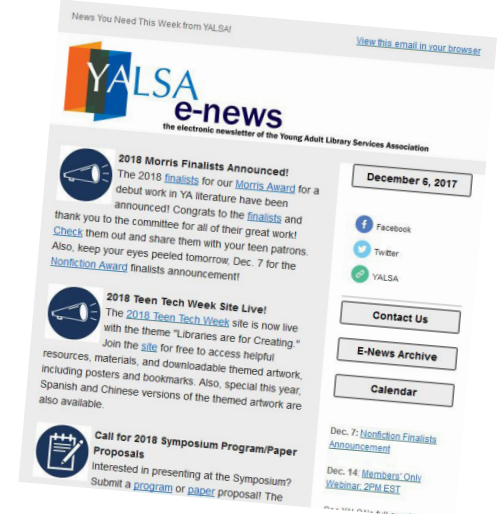 News You Need This Week from YALSA!
View this email in your browser
YALSA
e-news
the electronic newsletter of the Young Adult Library Services Association
2018 Morris Finalists Announced!
The 2018 finalists for our Morris Award for a
debut work in YA literature have been
announced! Congrats to the finalists and
thank you to the committee for all of their great work!
Check them out and share them with your teen patrons.
Also, keep your eyes peeled tomorrow, Dec. 7 for the
Nonfiction Award finalists announcement!
2018 Teen Tech Week Site Live!
The 2018 Teen Tech Week site is now live
with the theme "Libraries are for Creating."
Join the site for free to access helpful
resources, materials, and downloadable themed artwork,
including posters and bookmarks. Also, special this year,
Spanish and Chinese versions of the themed artwork are
also available.
Call for 2018 Symposium Program/Paper
Proposals
Interested in presenting at the Symposium?
Submit a program or paper proposal! The
December 6, 2017
Facebook
Twitter
YALSA
Contact Us
E-News Archive
Calendar
Dec. 7: Nonfiction Finalists
Announcement
Dec. 14: Members' Only
Webinar: 2PM EST